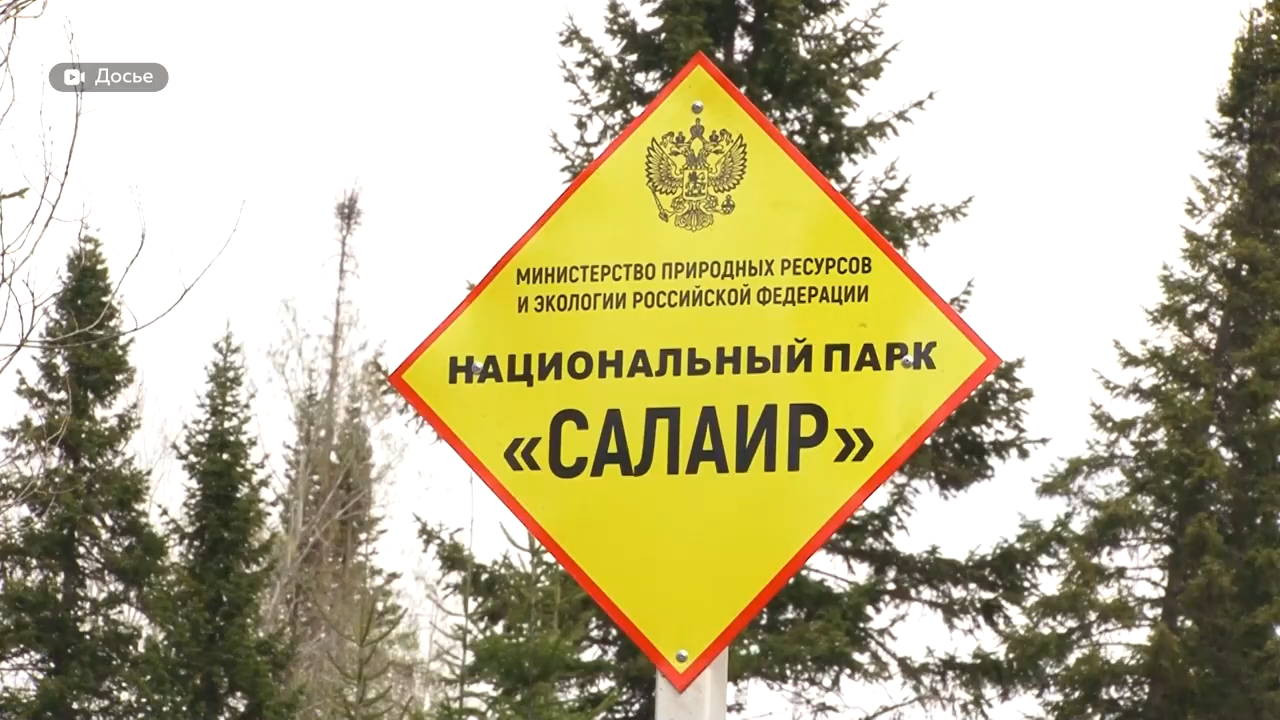 Досье
МИНИСТЕРСТВО ПРИРОДНЫХ РЕСУРСОВ
И ЭКОЛОГИИ РОССИЙСКОЙ ФЕДЕРАЦИИ
НАЦИОНАЛЬНЫЙ ПАРК
«САЛАИР»